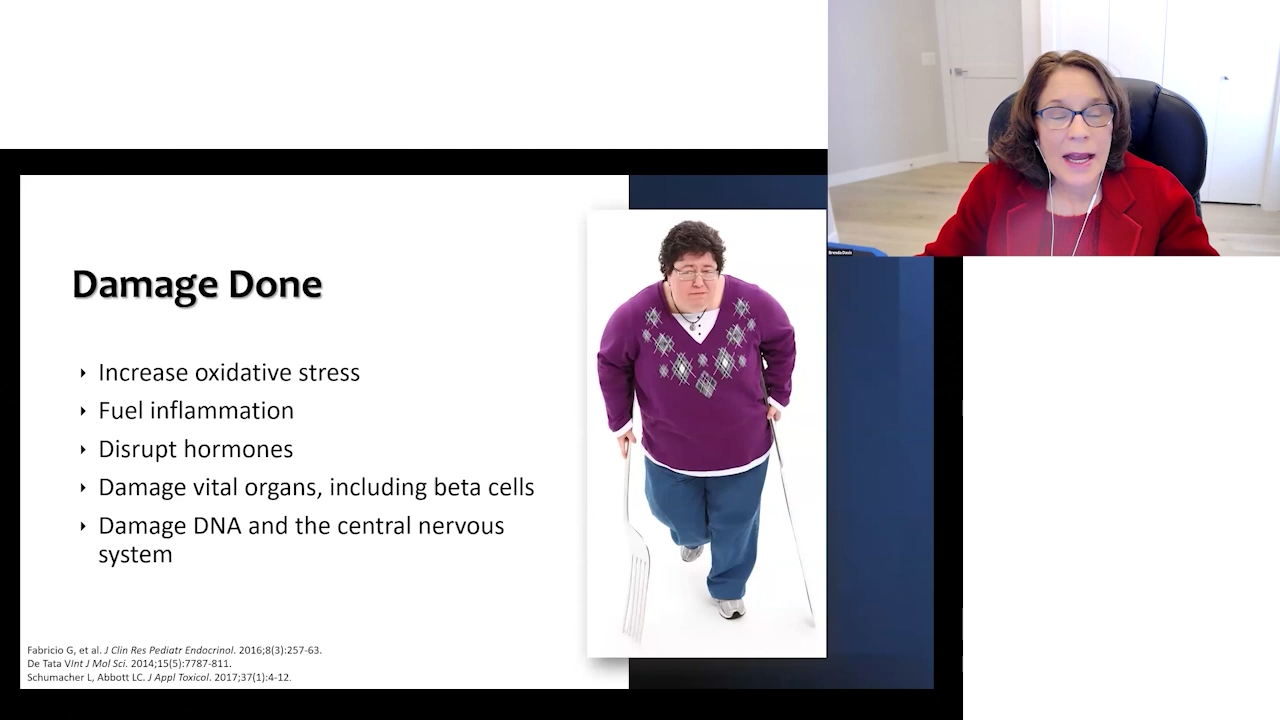 Brenda Davis
Damage Done
Increase oxidative stress
Fuel inflammation
Disrupt hormones
Damage vital organs, including beta cells
Damage DNA and the central nervous
system
Fabricio G, et al. J Clin Res Pediatr Endocrinol. 2016;8(3):257-63.
De Tata VInt J Mol Sci. 2014;15(5):7787-811.
Schumacher L, Abbott LC. J Appl Toxicol. 2017;37(1):4-12.